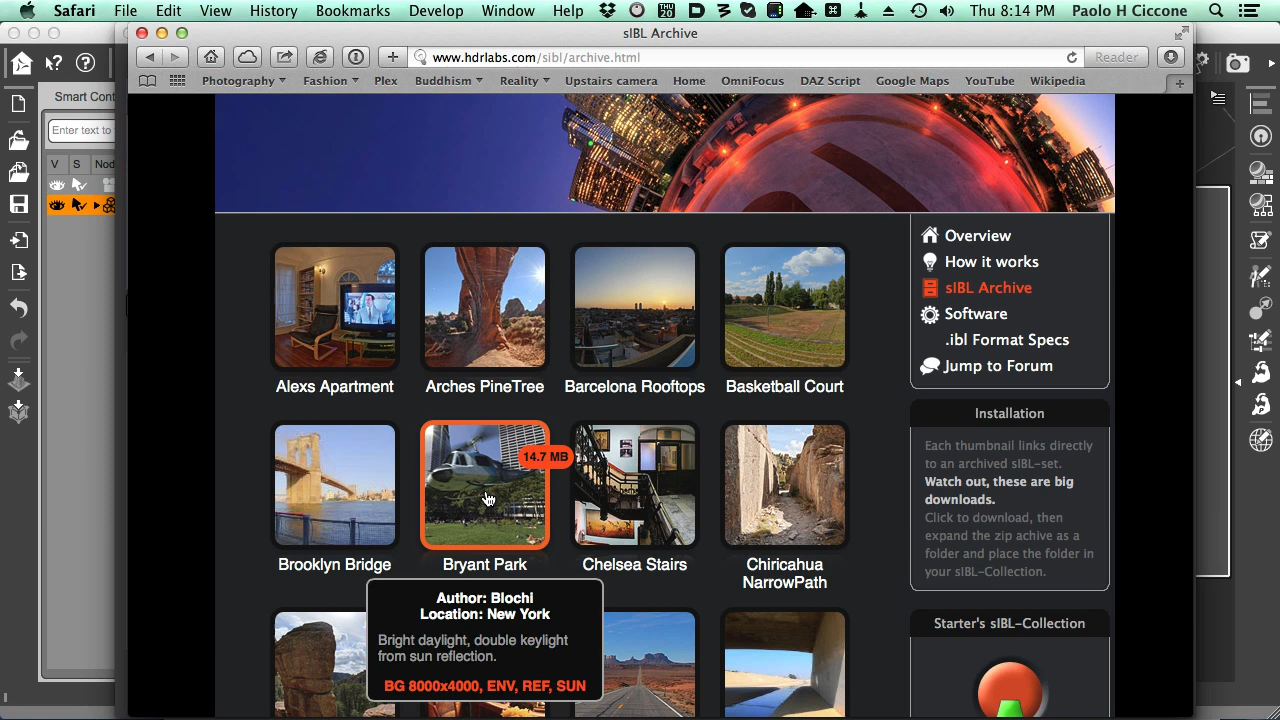 Safari File Edit View History Bookmarks Develop Window Help THU 20 Thu 8:14 PM Paolo H Ciccone
sIBL Archive
www.hdrlabs.com/sibl/archive.html Reader
Photography Fashion Plex Buddhism Reality Upstairs camera Home OmniFocus DAZ Script Google Maps YouTube Wikipedia
Smart Cont
Enter text to
V S Nod
Overview
How it works
sIBL Archive
Software
.ibl Format Specs
Jump to Forum
Alexs Apartment Arches PineTree Barcelona Rooftops Basketball Court
Installation
Each thumbnail links directly
to an archived sIBL-set.
Watch out, these are big
downloads.
Click to download, then
expand the zip achive as a
folder and place the folder in
your sIBL-Collection.
14.7 MB
Brooklyn Bridge Bryant Park Chelsea Stairs Chiricahua
NarrowPath
Author: Blochi
Location: New York
Bright daylight, double keylight
from sun reflection.
BG 8000x4000, ENV, REF, SUN
Starter's sIBL-Collection